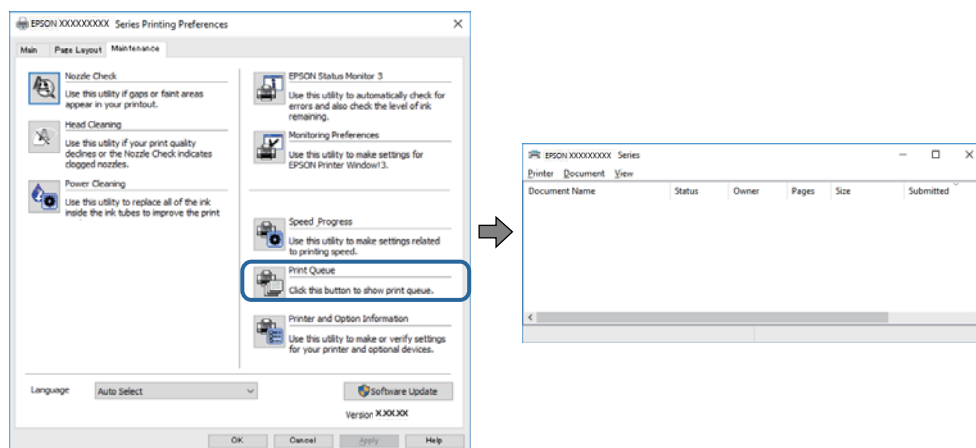 EPSON XXXXXXXXX Series Printing Preferences
Main Page Layout Maintenance
Nozzle Check
Use this utility if gaps or faint areas
appear in your printout.
Head Cleaning
Use this utility if your print quality
declines or the Nozzle Check indicates
clogged nozzles.
Power Cleaning
Use this utility to replace all of the ink
inside the ink tubes to improve the print
EPSON Status Monitor 3
Use this utility to automatically check for
errors and also check the level of ink
remaining.
Monitoring Preferences
Use this utility to make settings for
EPSON Printer Window!3.
Speed Progress
Use this utility to make settings related
to printing speed.
Print Queue
Click this button to show print queue.
Printer and Option Information
Use this utility to make or verify settings
for your printer and optional devices.
Language Auto Select
Software Update
Version X.XX.XX
OK Cancel Apply Help
EPSON XXXXXXXXX Series
Printer Document View
Document Name Status Owner Pages Size Submitted